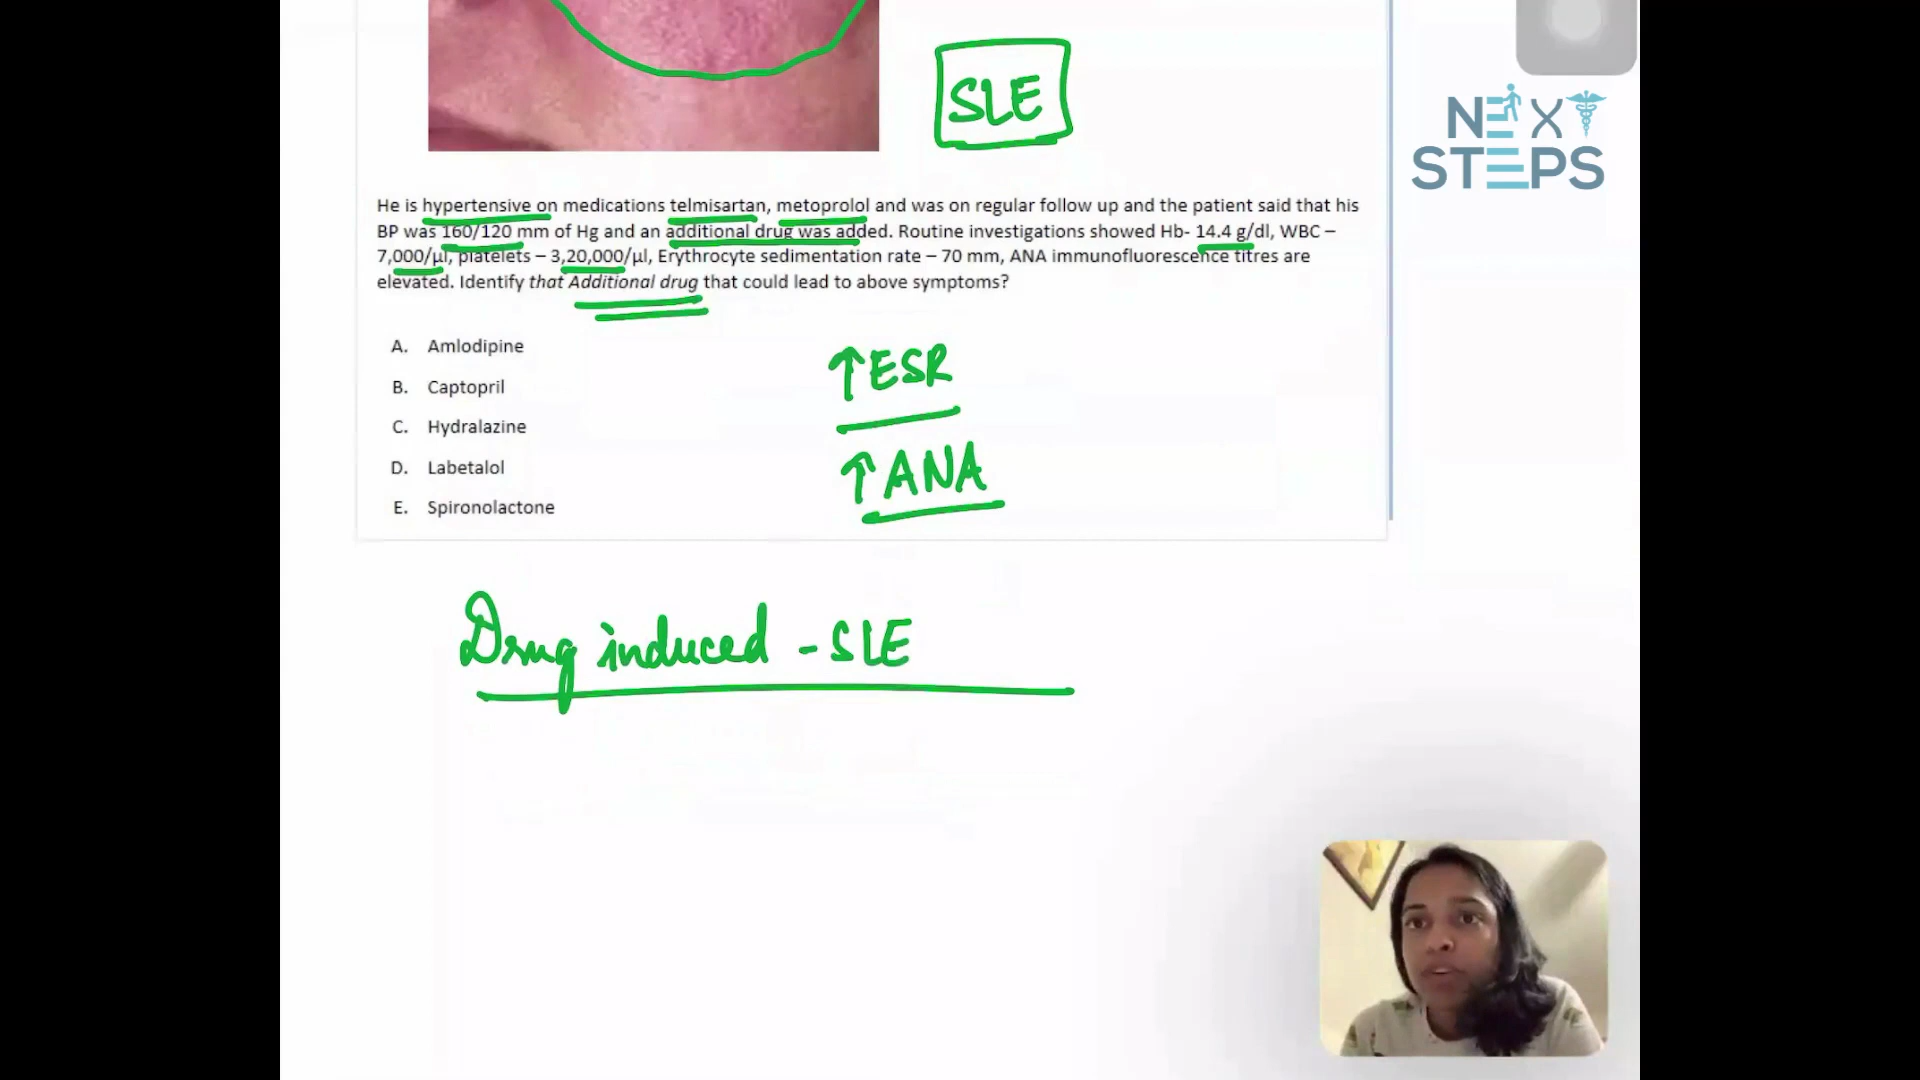 SLE
NEXT
STEPS
He is hypertensive on medications telmisartan, metoprolol and was on regular follow up and the patient said that his
BP was 160/120 mm of Hg and an additional drug was added. Routine investigations showed Hb- 14.4 g/dl, WBC –
7,000/µl, platelets – 3,20,000/µl, Erythrocyte sedimentation rate – 70 mm, ANA immunofluorescence titres are
elevated. Identify that Additional drug that could lead to above symptoms?
A. Amlodipine
B. Captopril
C. Hydralazine
D. Labetalol
E. Spironolactone
↑ESR
↑ANA
Drug induced - SLE